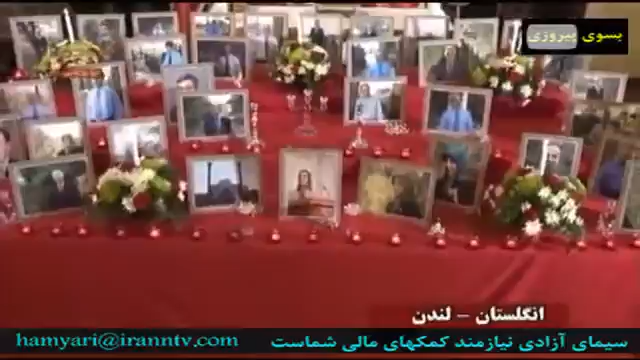 بسوی پیروزی
انگلستان - لندن
سیمای آزادی نیازمند کمکهای مالی شماست hamyari@iranntv.com